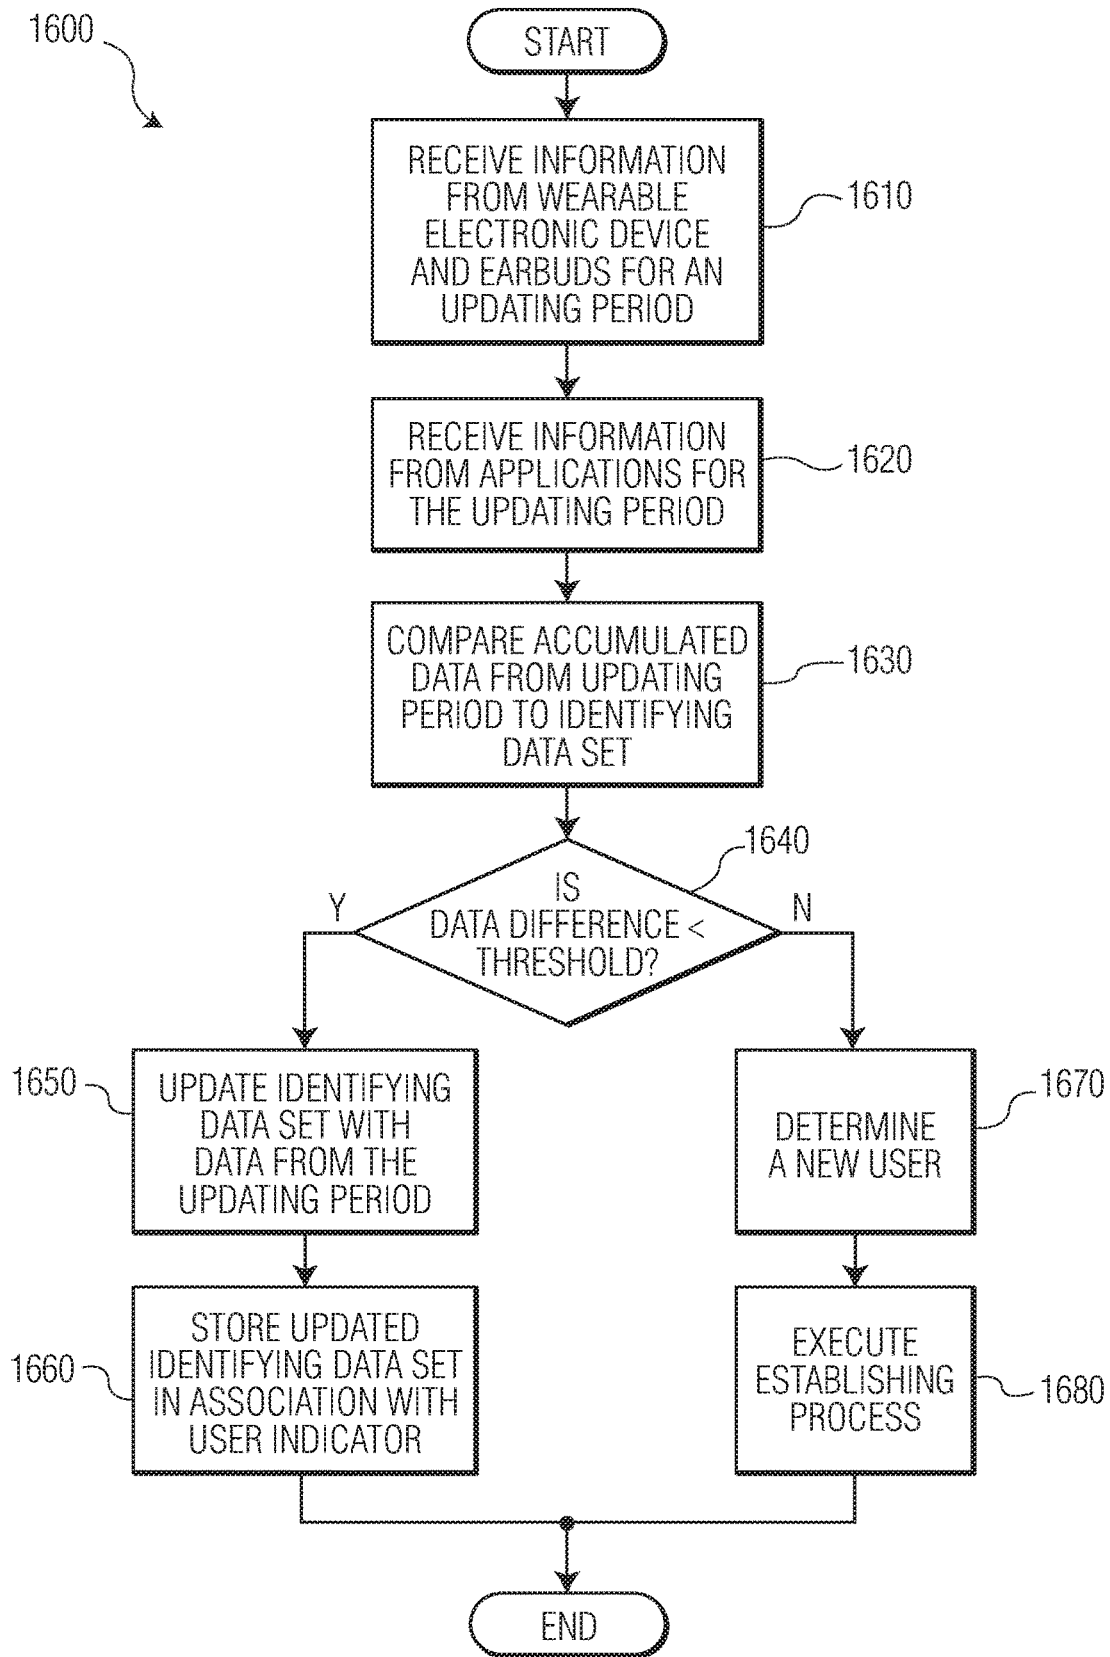 1600
START
RECEIVE INFORMATION
FROM WEARABLE
ELECTRONIC DEVICE
AND EARBUDS FOR AN
UPDATING PERIOD
1610
RECEIVE INFORMATION
FROM APPLICATIONS FOR
THE UPDATING PERIOD
1620
COMPARE ACCUMULATED
DATA FROM UPDATING
PERIOD TO IDENTIFYING
DATA SET
1630
1640
IS
DATA DIFFERENCE <
THRESHOLD?
Y
N
1650
UPDATE IDENTIFYING
DATA SET WITH
DATA FROM THE
UPDATING PERIOD
1670
DETERMINE
A NEW USER
1660
STORE UPDATED
IDENTIFYING DATA SET
IN ASSOCIATION WITH
USER INDICATOR
EXECUTE
ESTABLISHING
PROCESS
1680
END